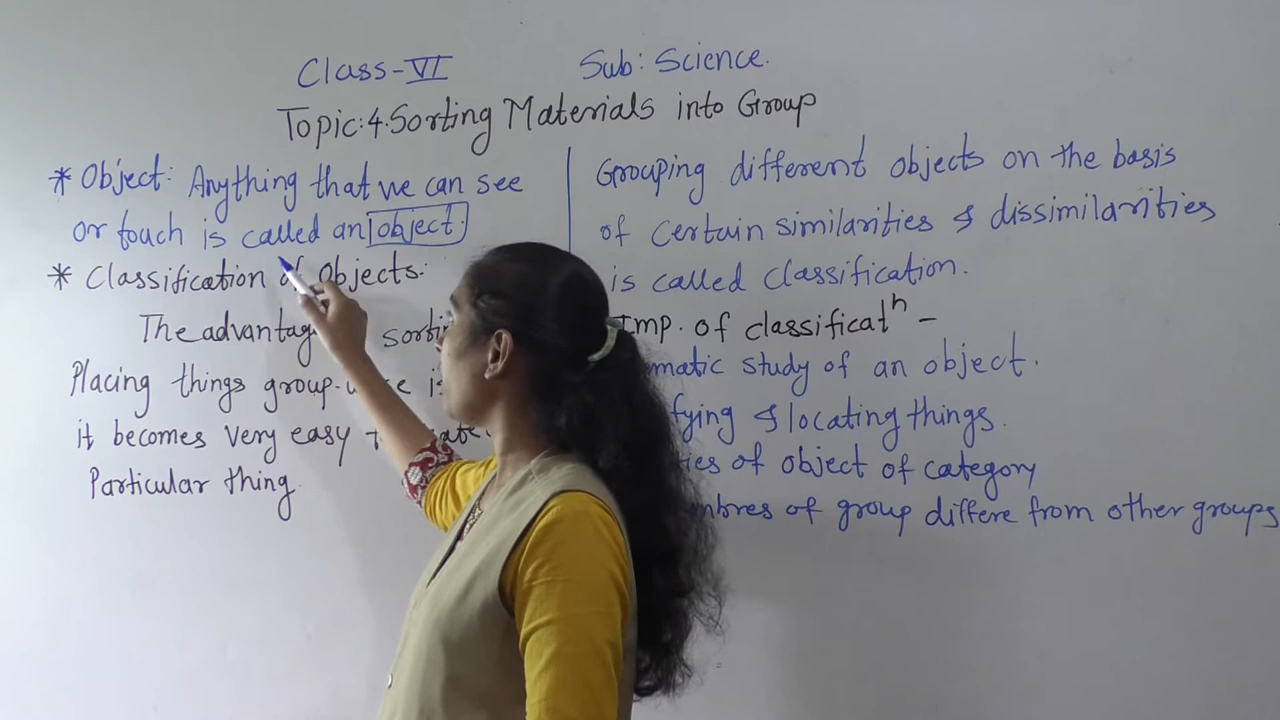 Class-VI Sub: Science.
Topic:4.Sorting Materials into Group
* Object: Anything that we can see
or touch is called an object.
* Classification of Objects:
The advantag sorti
Placing things group-w e i
it becomes very easy t ate
Particular thing
Grouping different objects on the basis
of certain similarities & dissimilarities
is called classification.
Imp. of classificatn -
matic study of an object.
fying & locating things.
ies of object of category
mbres of group differe from other groups